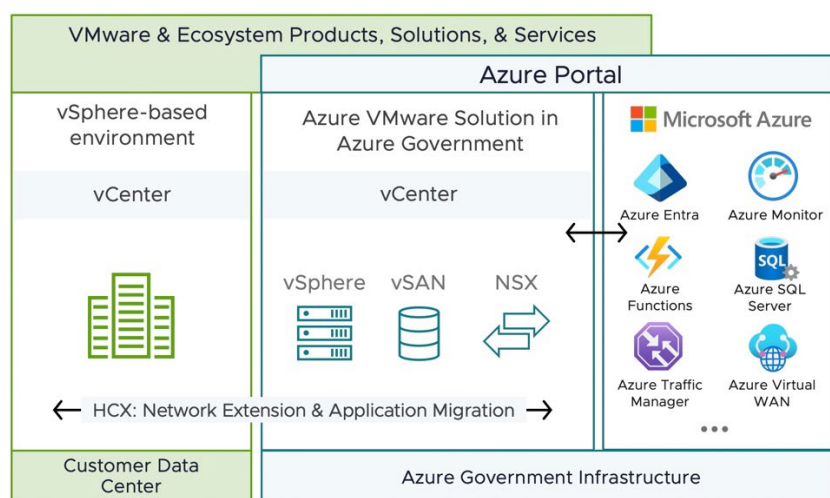 VMware & Ecosystem Products, Solutions, & Services
Azure Portal
vSphere-based
environment
vCenter
Azure VMware Solution in
Azure Government
vCenter
vSphere
vSAN
NSX
HCX: Network Extension & Application Migration
Microsoft Azure
Azure Entra
Azure Monitor
Azure
Functions
SQL
Azure SQL
Server
Azure Traffic
Manager
Azure Virtual
WAN
Customer Data
Center
Azure Government Infrastructure